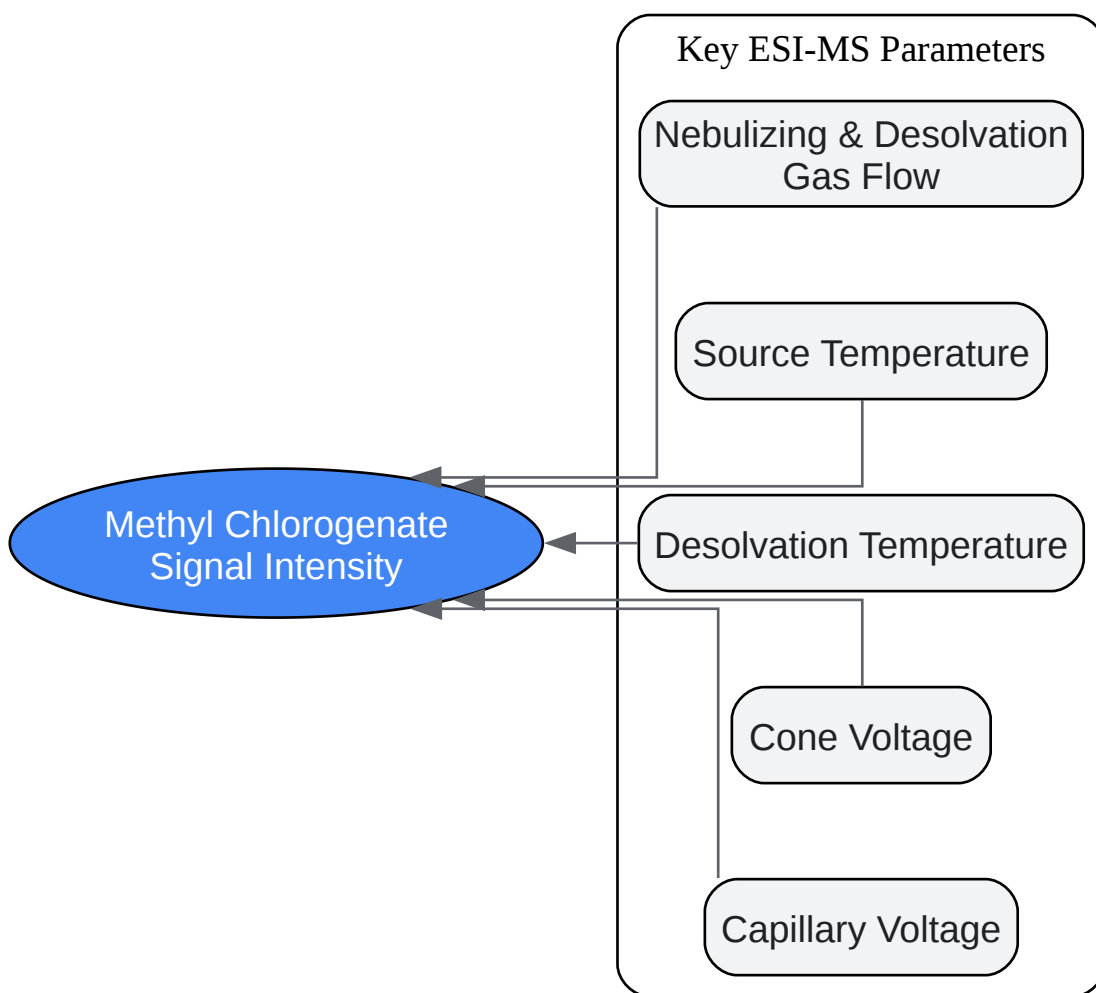 Key ESI-MS Parameters
Nebulizing & Desolvation
Gas Flow
Source Temperature
Methyl Chlorogenate
Signal Intensity
Desolvation Temperature
Cone Voltage
Capillary Voltage